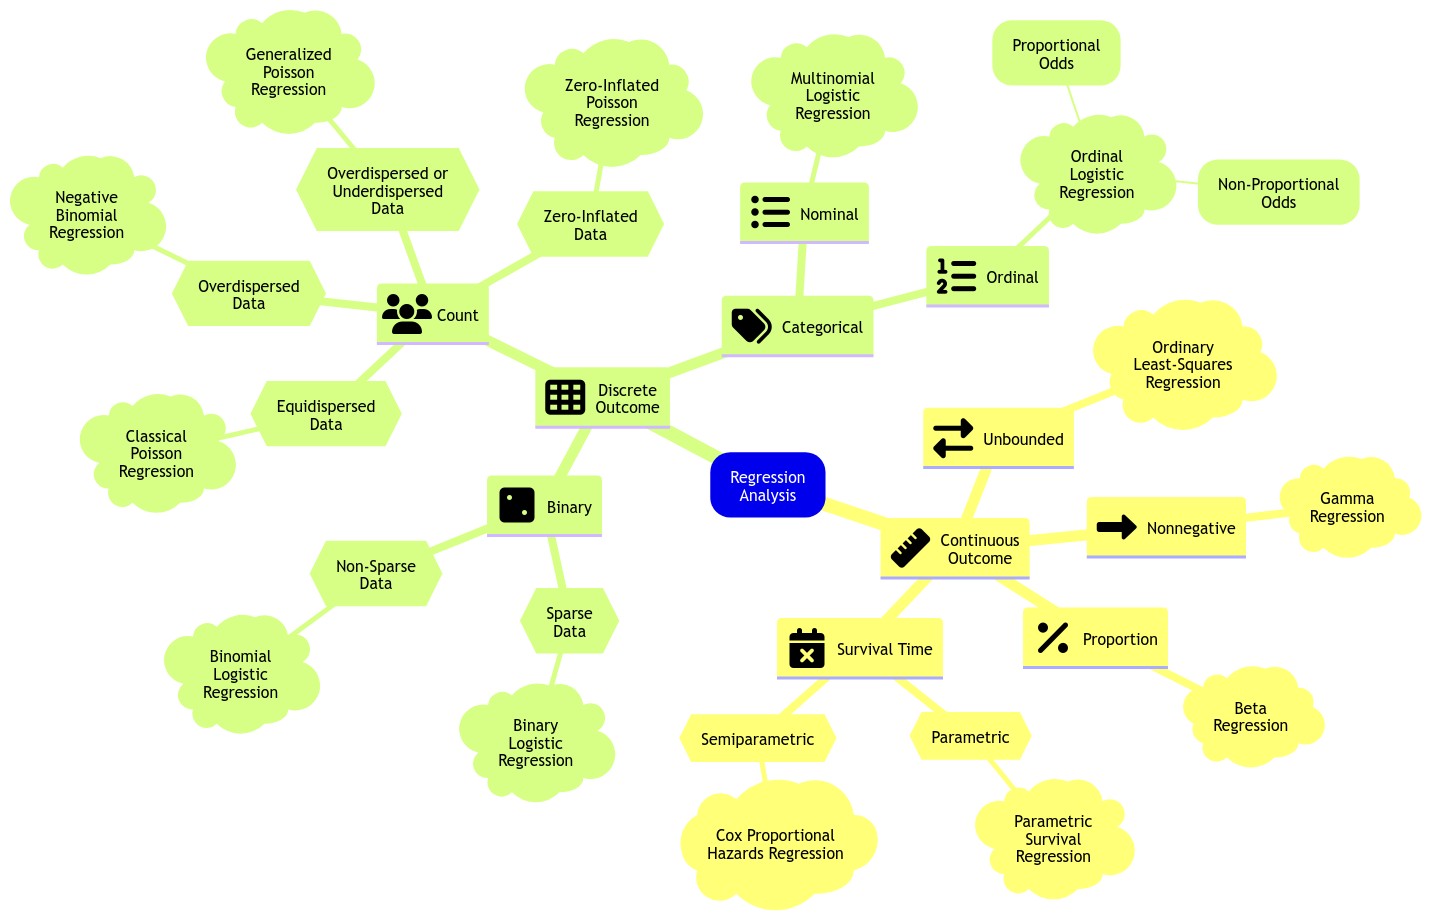 Generalized
Poisson
Regression
Zero-Inflated
Poisson
Regression
Multinomial
Logistic
Regression
Proportional
Odds
Negative
Binomial
Regression
Overdispersed or
Underdispersed
Data
Zero-Inflated
Data
Nominal
Ordinal
Logistic
Regression
Non-Proportional
Odds
Overdispersed
Data
Count
Categorical
1
2
Ordinal
Equidispersed
Data
Classical
Poisson
Regression
Discrete
Outcome
Ordinary
Least-Squares
Regression
Unbounded
Regression
Analysis
Binary
Continuous
Outcome
Nonnegative
Gamma
Regression
Non-Sparse
Data
Sparse
Data
Survival Time
Proportion
Binomial
Logistic
Regression
Binary
Logistic
Regression
Semiparametric
Parametric
Beta
Regression
Cox Proportional
Hazards Regression
Parametric
Survival
Regression